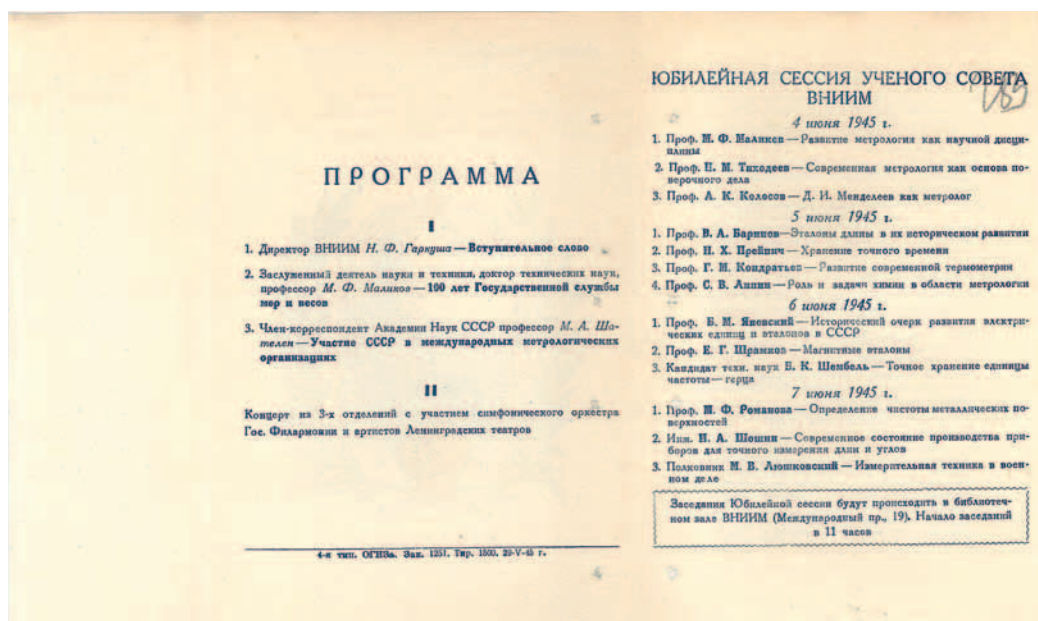 ПРОГРАММА
I
1. Директор ВНИИМ Н. Ф. Гаркуша — Вступительное слово
2. Заслуженный деятель науки и техники, доктор технических наук,
профессор М. Ф. Маликов — 100 лет Государственной службы
мер и весов
3. Член-корреспондент Академии Наук СССР профессор М. А. Ша-
телен — Участие СССР в международных метрологических
организациях
II
Концерт из 3-х отделений с участием симфонического оркестра
Гос. Филармонии и артистов Ленинградских театров
4-я тип. ОГИЗа. Зак. 1251. Тир. 1500. 29-V-45 г.
ЮБИЛЕЙНАЯ СЕССИЯ УЧЕНОГО СОВЕТА
ВНИИМ
4 июня 1945 г.
1. Проф. М. Ф. Маликов — Развитие метрологии как научной дисци-
плины
2. Проф. П. М. Тиходеев — Современная метрология как основа по-
верочного дела
3. Проф. А. К. Колосов — Д. И. Менделеев как метролог
5 июня 1945 г.
1. Проф. В. А. Баринов — Эталоны длины в их историческом развитии
2. Проф. И. Х. Прейпич — Хранение точного времени
3. Проф. Г. М. Кондратьев — Развитие современной термометрии
4. Проф. С. В. Липин — Роль и задачи химии в области метрологии
6 июня 1945 г.
1. Проф. Б. М. Яновский — Исторический очерк развития электри-
ческих единиц и эталонов в СССР
2. Проф. Е. Г. Шрамков — Магнитные эталоны
3. Кандидат техн. наук Б. К. Шембель — Точное хранение единицы
частоты — герца
7 июня 1945 г.
1. Проф. М. Ф. Романова — Определение чистоты металлических по-
верхностей
2. Инж. Н. А. Шошин — Современное состояние производства при-
боров для точного измерения длин и углов
3. Полковник М. В. Люшковский — Измерительная техника в воен-
ном деле
Заседания Юбилейной сессии будут происходить в библиотеч-
ном зале ВНИИМ (Международный пр., 19). Начало заседаний
в 11 часов